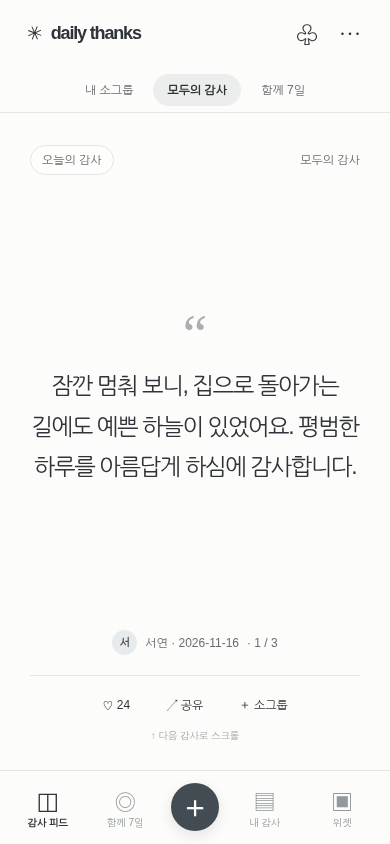 ✳ daily thanks ♧ ···
내 소그룹 모두의 감사 함께 7일
오늘의 감사 모두의 감사
“
잠깐 멈춰 보니, 집으로 돌아가는
길에도 예쁜 하늘이 있었어요. 평범한
하루를 아름답게 하심에 감사합니다.
서 서연 · 2026-11-16 · 1 / 3
♡ 24 ↗ 공유 + 소그룹
↑ 다음 감사로 스크롤
+
감사 피드 함께 7일 내 감사 위젯